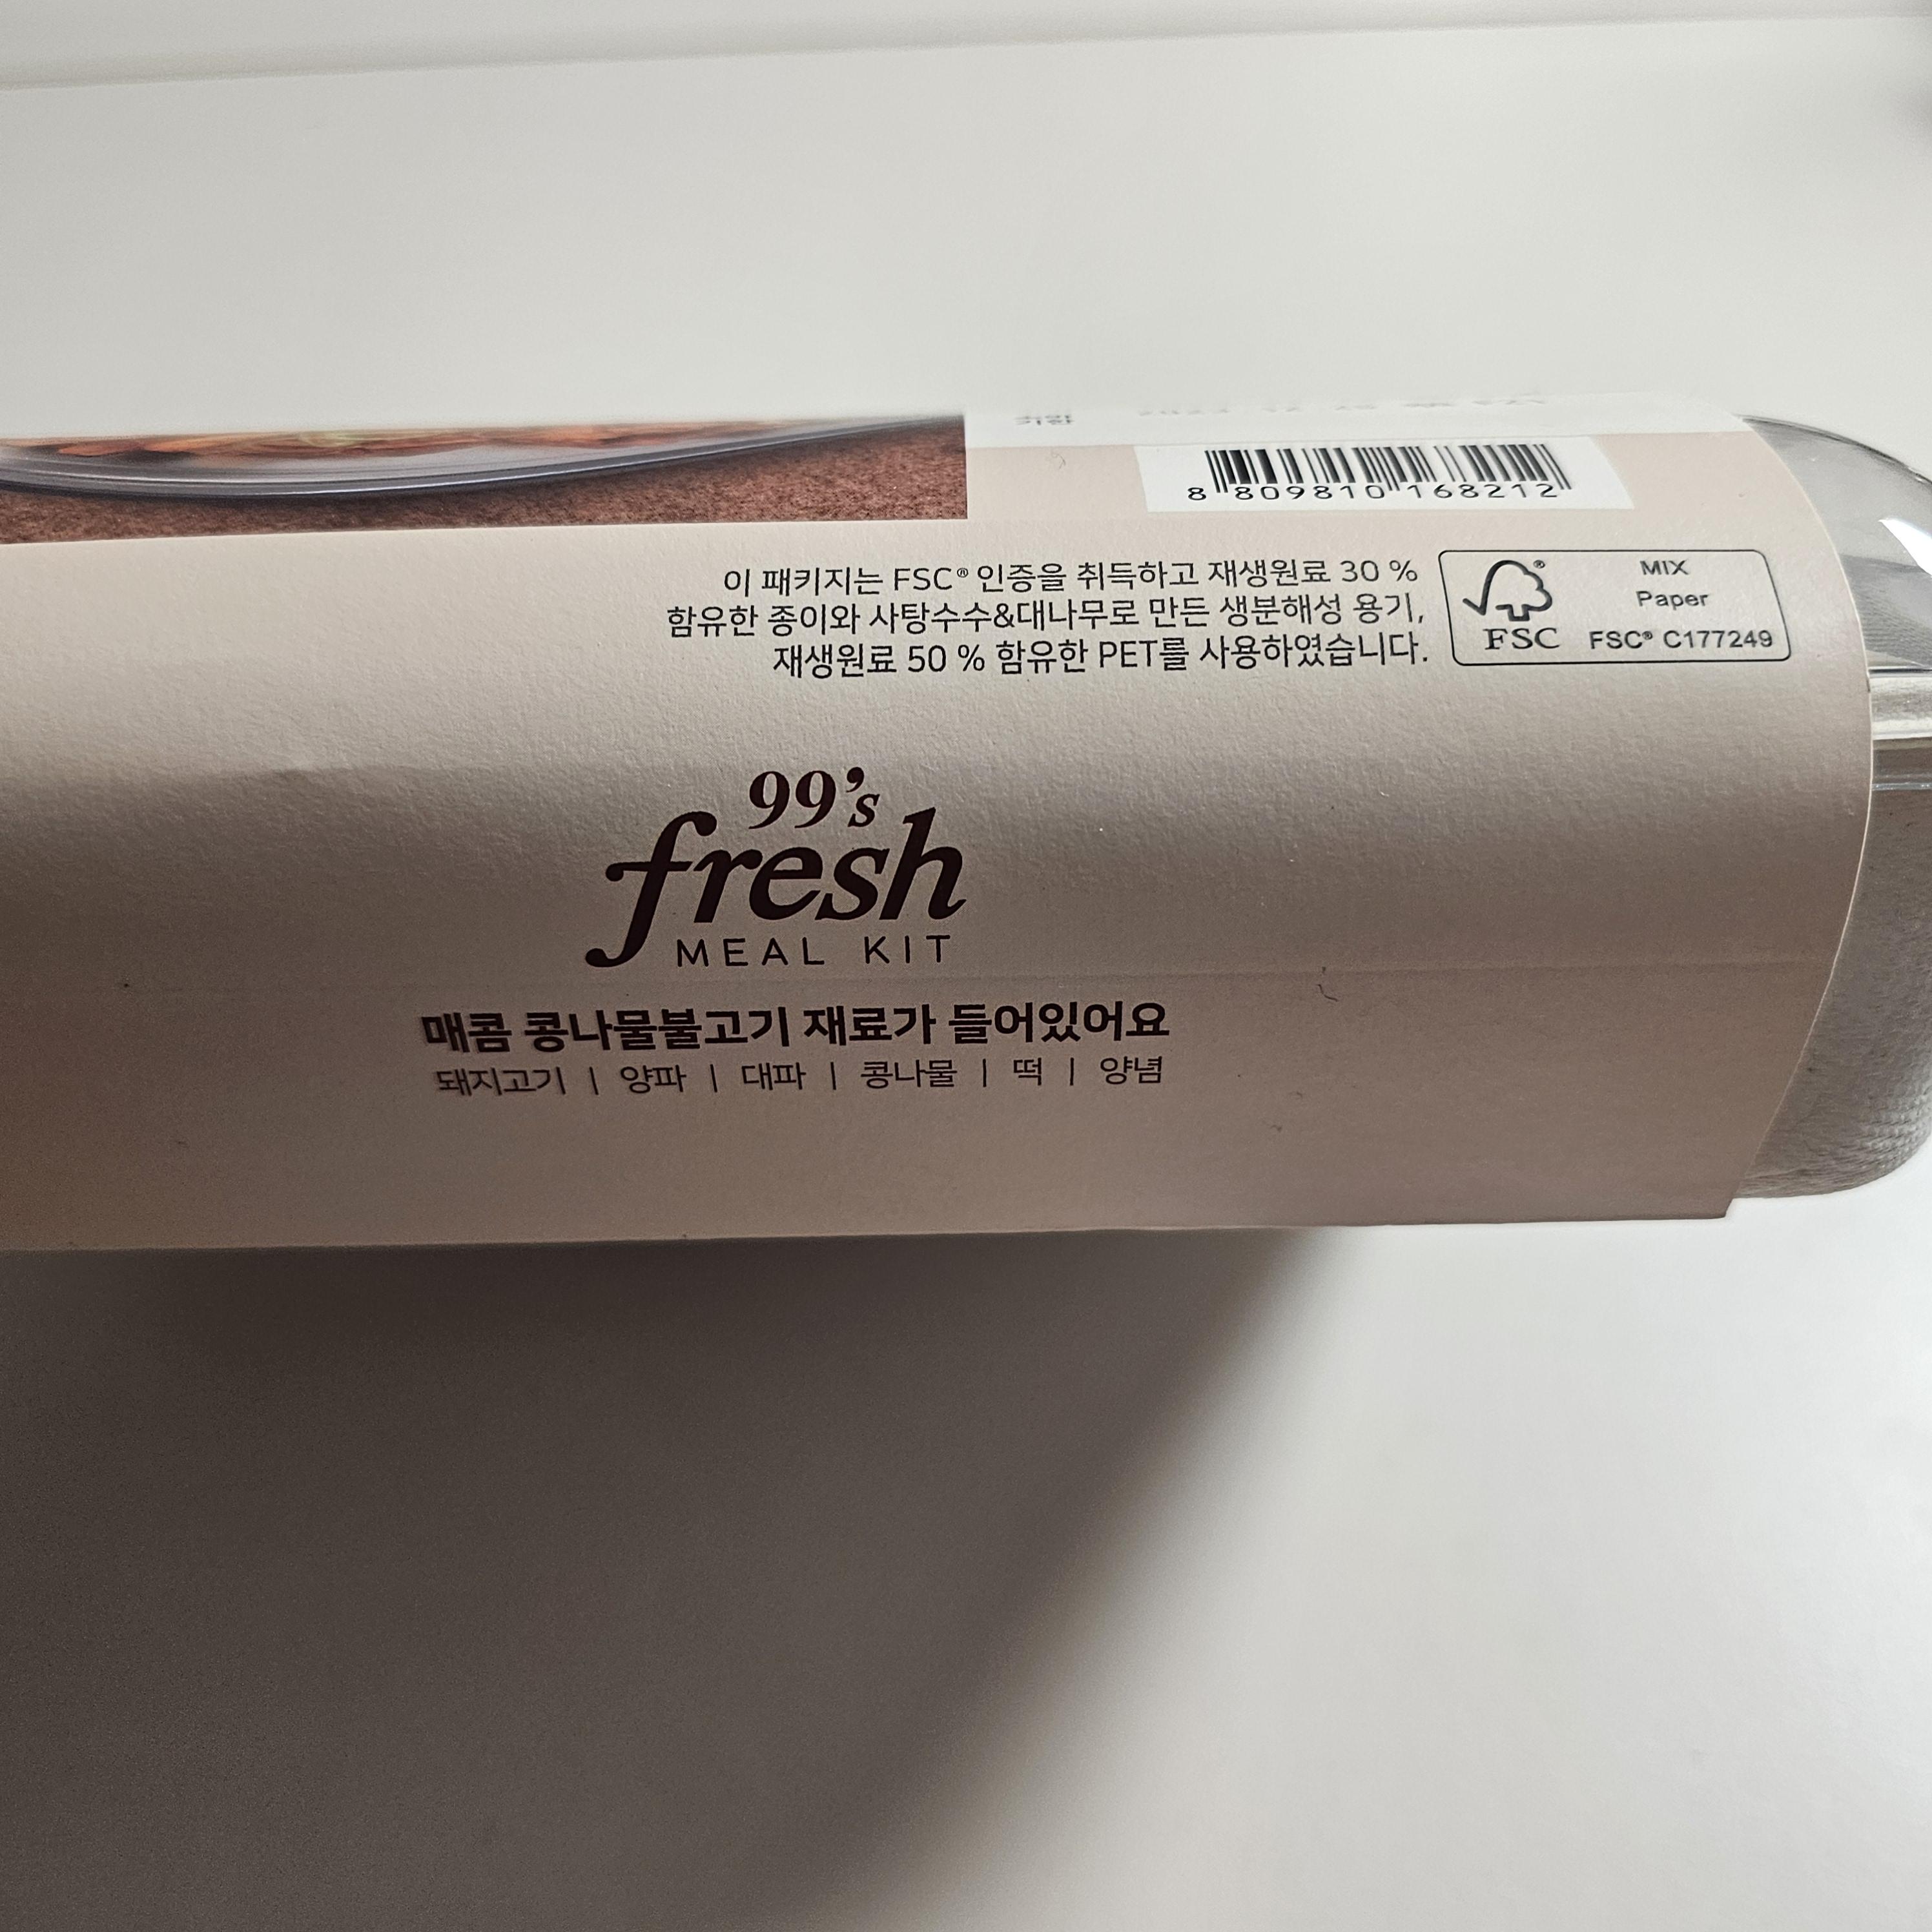 8 809810 168212
이 패키지는 FSC® 인증을 취득하고 재생원료 30 %
함유한 종이와 사탕수수&대나무로 만든 생분해성 용기,
재생원료 50 % 함유한 PET를 사용하였습니다.
MIX
Paper
FSC® C177249
FSC
99's
fresh
MEAL KIT
매콤 콩나물불고기 재료가 들어있어요
돼지고기 | 양파 | 대파 | 콩나물 | 떡 | 양념